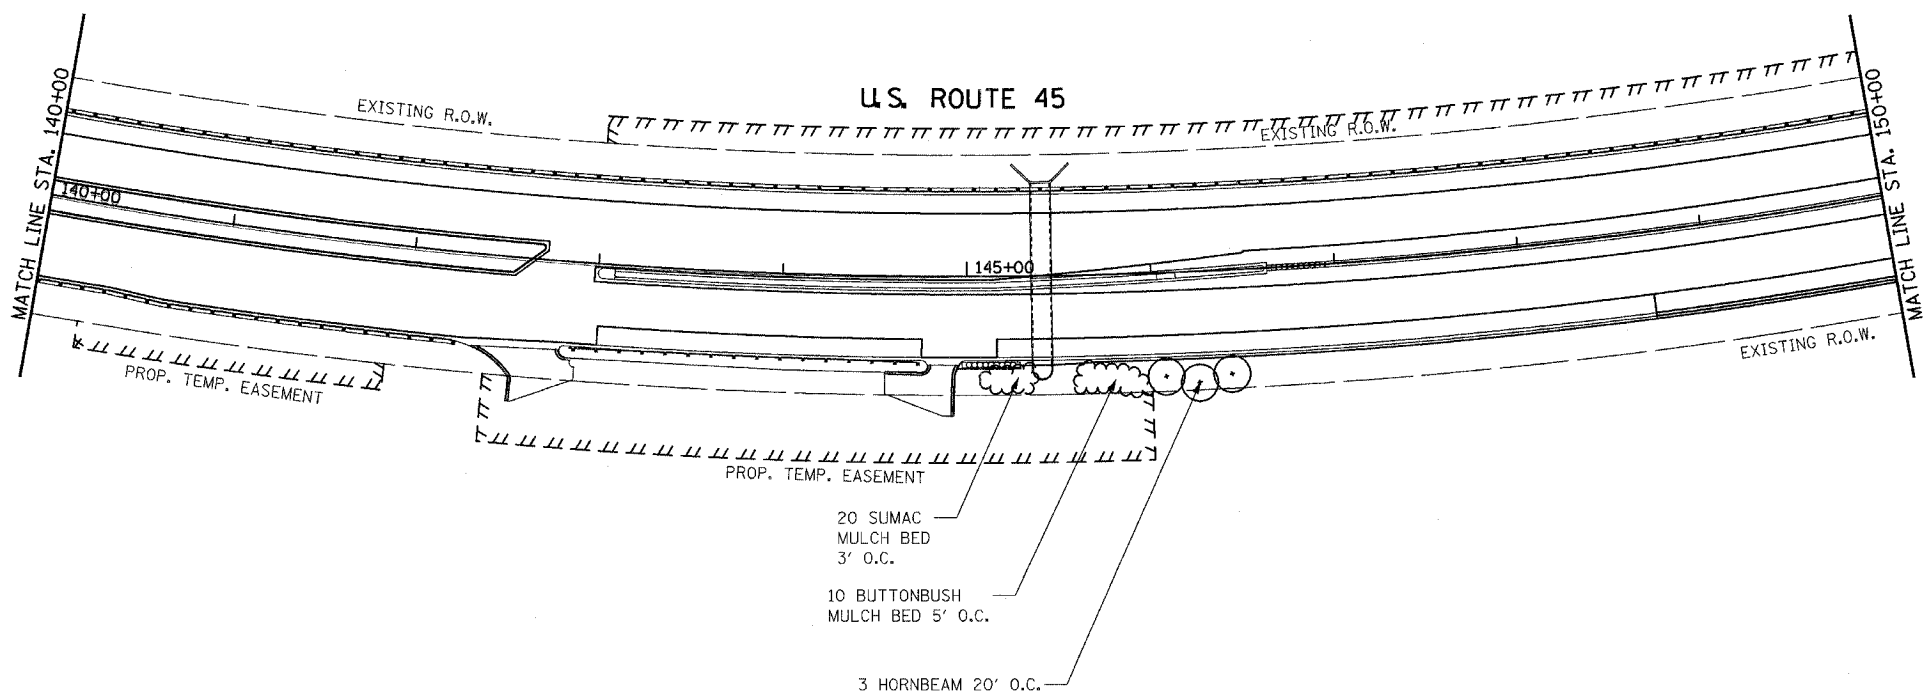 U.S. ROUTE 45
EXISTING R.O.W.
EXISTING R.O.W.
MATCH LINE STA. 140+00
MATCH LINE STA. 150+00
140+00
145+00
EXISTING R.O.W.
PROP. TEMP. EASEMENT
PROP. TEMP. EASEMENT
20 SUMAC
MULCH BED
3' O.C.
10 BUTTONBUSH
MULCH BED 5' O.C.
3 HORNBEAM 20' O.C.